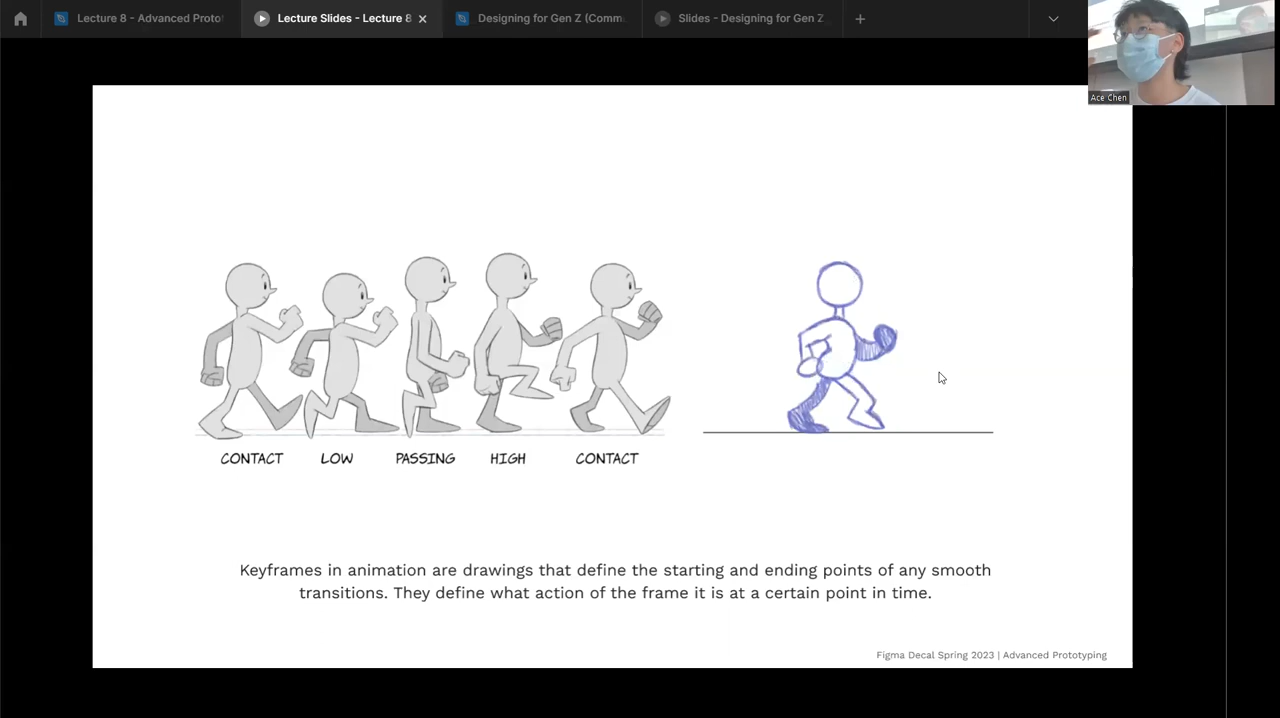 Lecture 8 - Advanced Proto
Lecture Slides - Lecture 8
Designing for Gen Z (Comm
Slides - Designing for Gen Z
Ace Chen
CONTACT LOW PASSING HIGH CONTACT
Keyframes in animation are drawings that define the starting and ending points of any smooth
transitions. They define what action of the frame it is at a certain point in time.
Figma Decal Spring 2023 | Advanced Prototyping